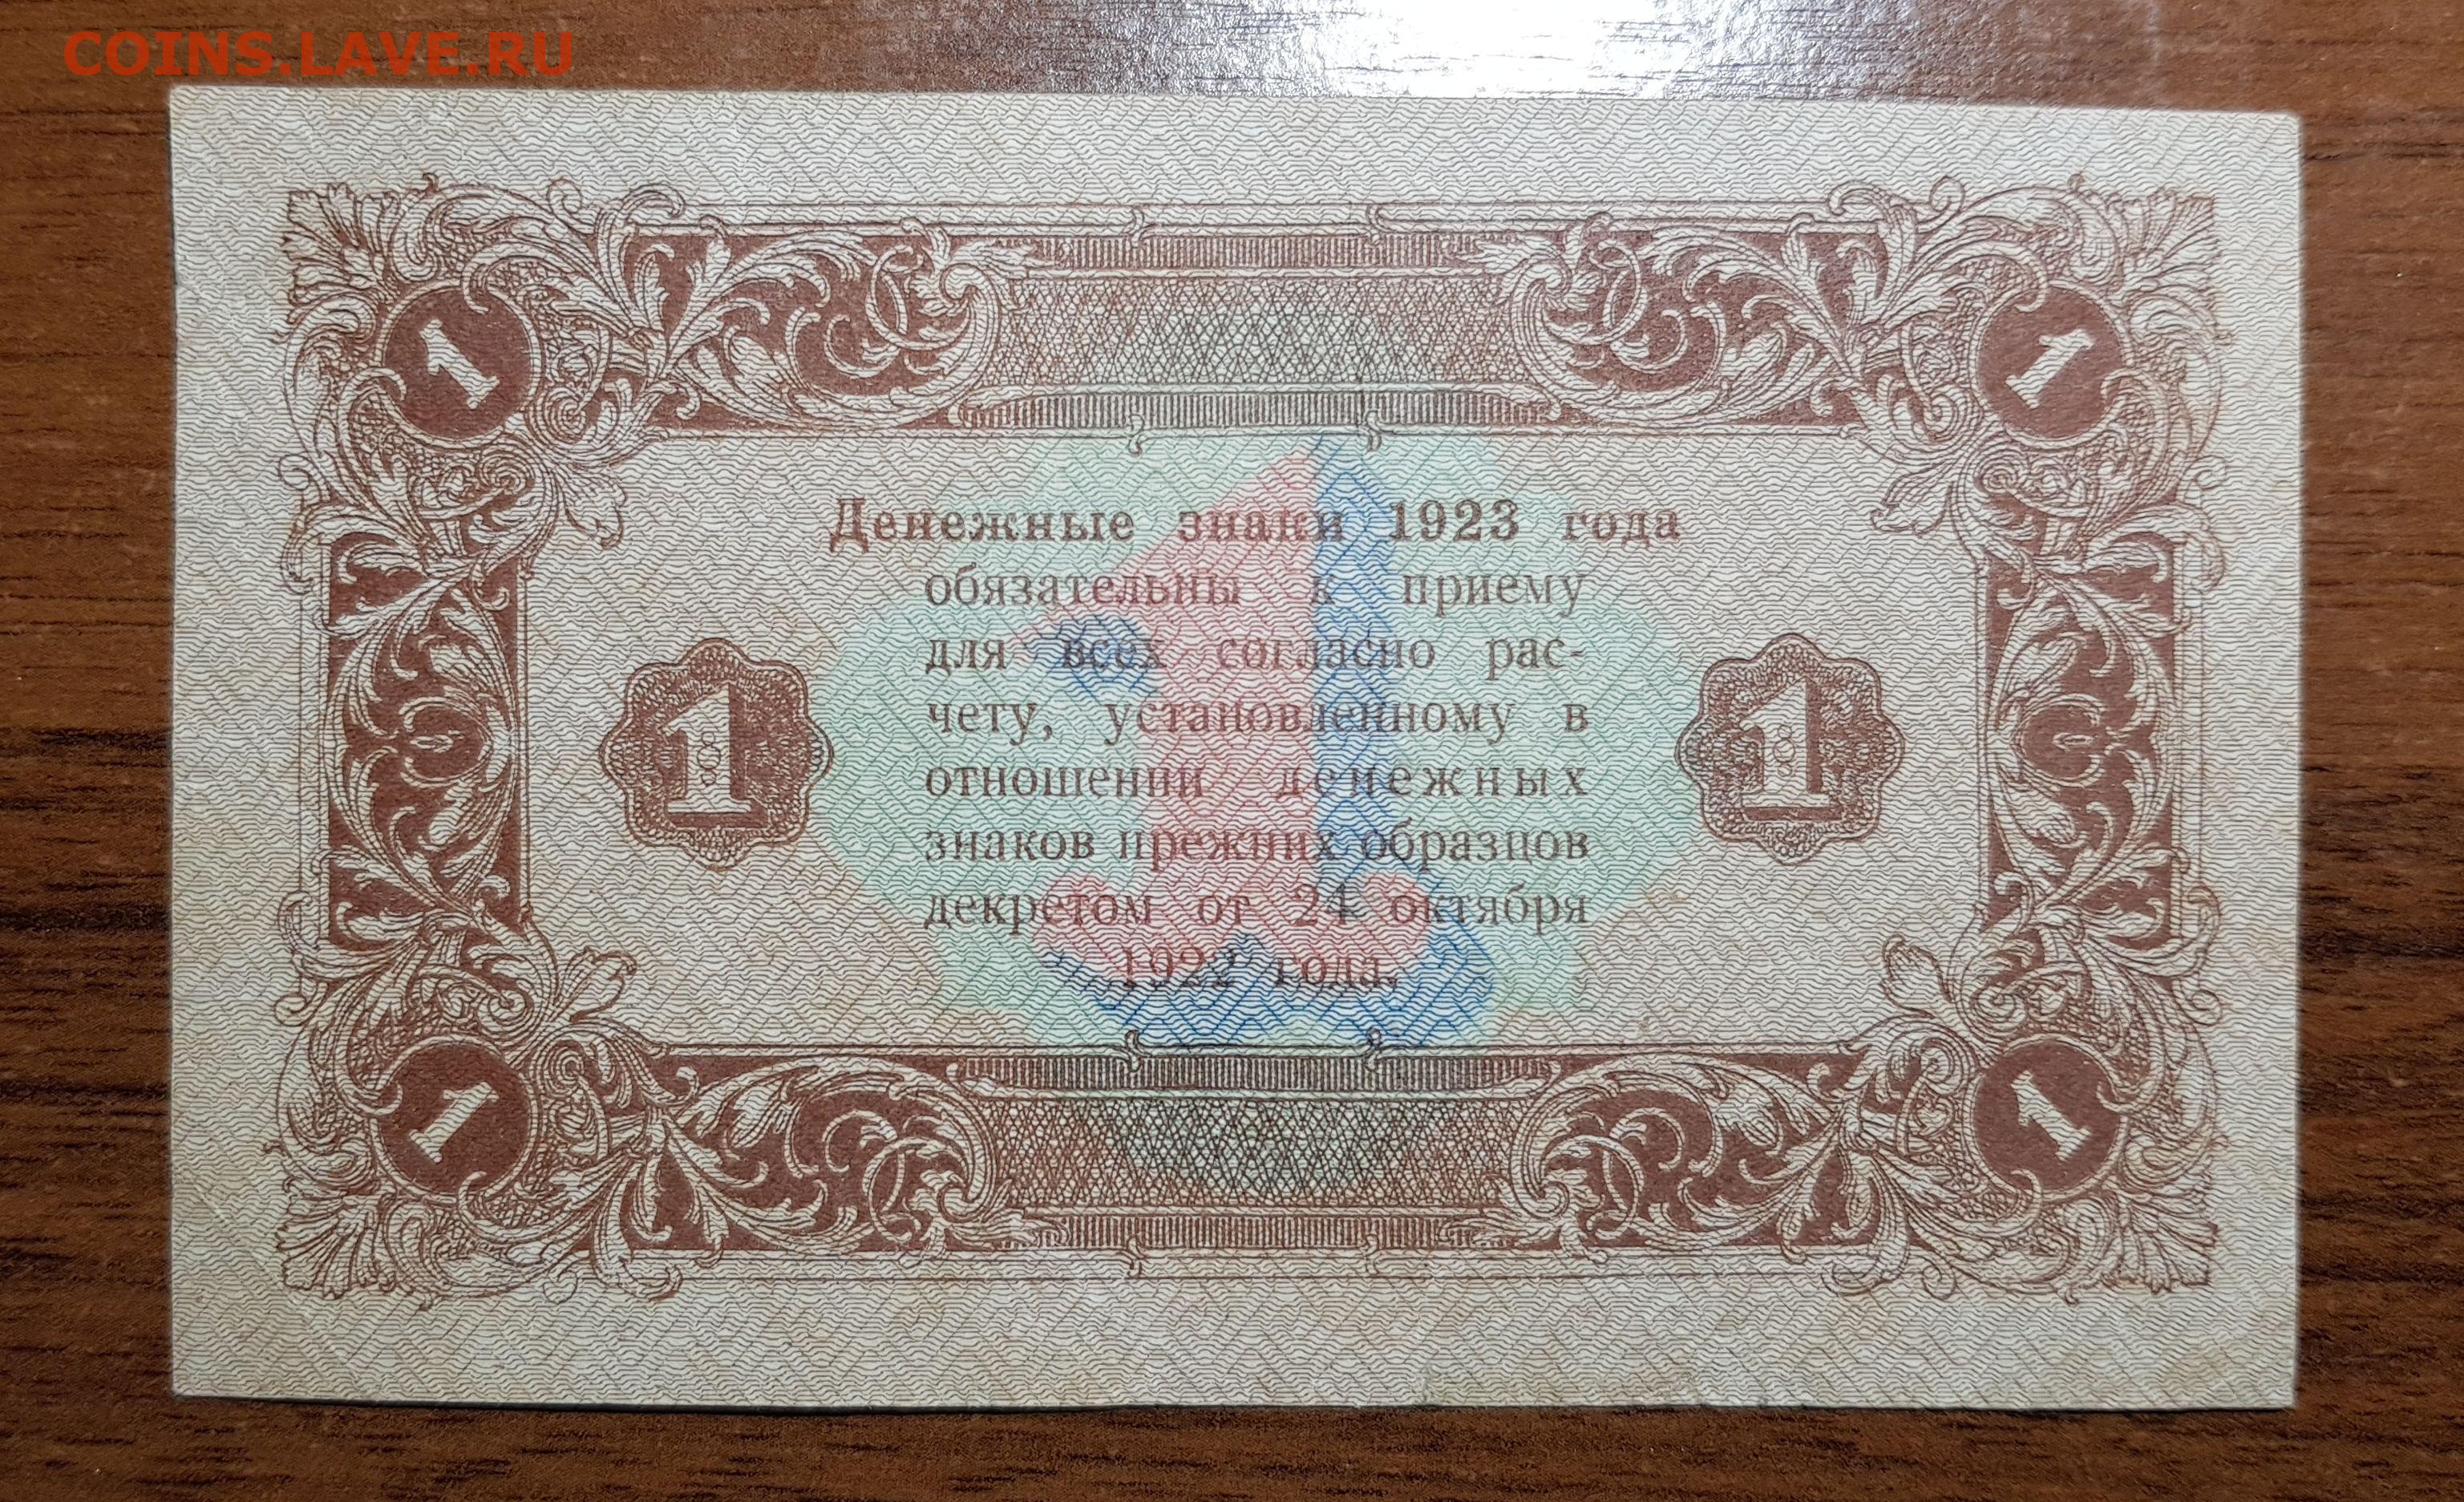 COINS.LAVE.RU
1 1
Денежные знаки 1923 года
обязательны к приему
для всех согласно рас-
чету, установленному в
отношении денежных
знаков прежних образцов
декретом от 24 октября
1922 года.
1 1
1
1 1